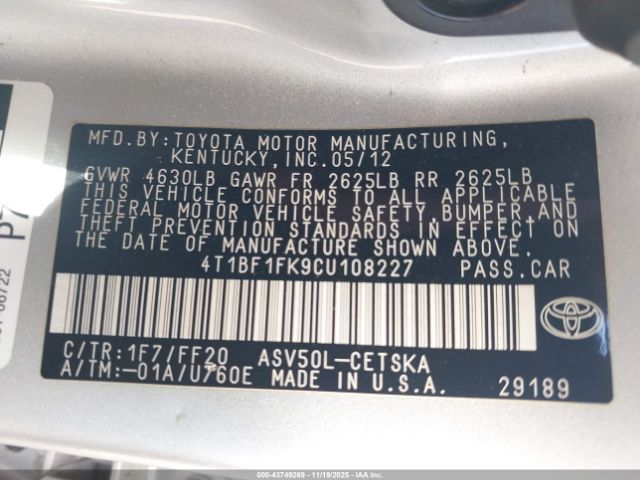 MFD.BY:TOYOTA MOTOR MANUFACTURING,
KENTUCKY,INC.05/12
GVWR 4630LB GAWR FR 2625LB RR 2625LB
THIS VEHICLE CONFORMS TO ALL APPLICABLE
FEDERAL MOTOR VEHICLE SAFETY,BUMPER,AND
THEFT PREVENTION STANDARDS IN EFFECT ON
THE DATE OF MANUFACTURE SHOWN ABOVE.
4T1BF1FK9CU108227 PASS.CAR
C/TR:1F7/FF20 ASV50L-CETSKA
A/TM:-01A/U760E MADE IN U.S.A. 29189
TOYOTA
000-43749269 - 11/19/2025 - IAAI.COM